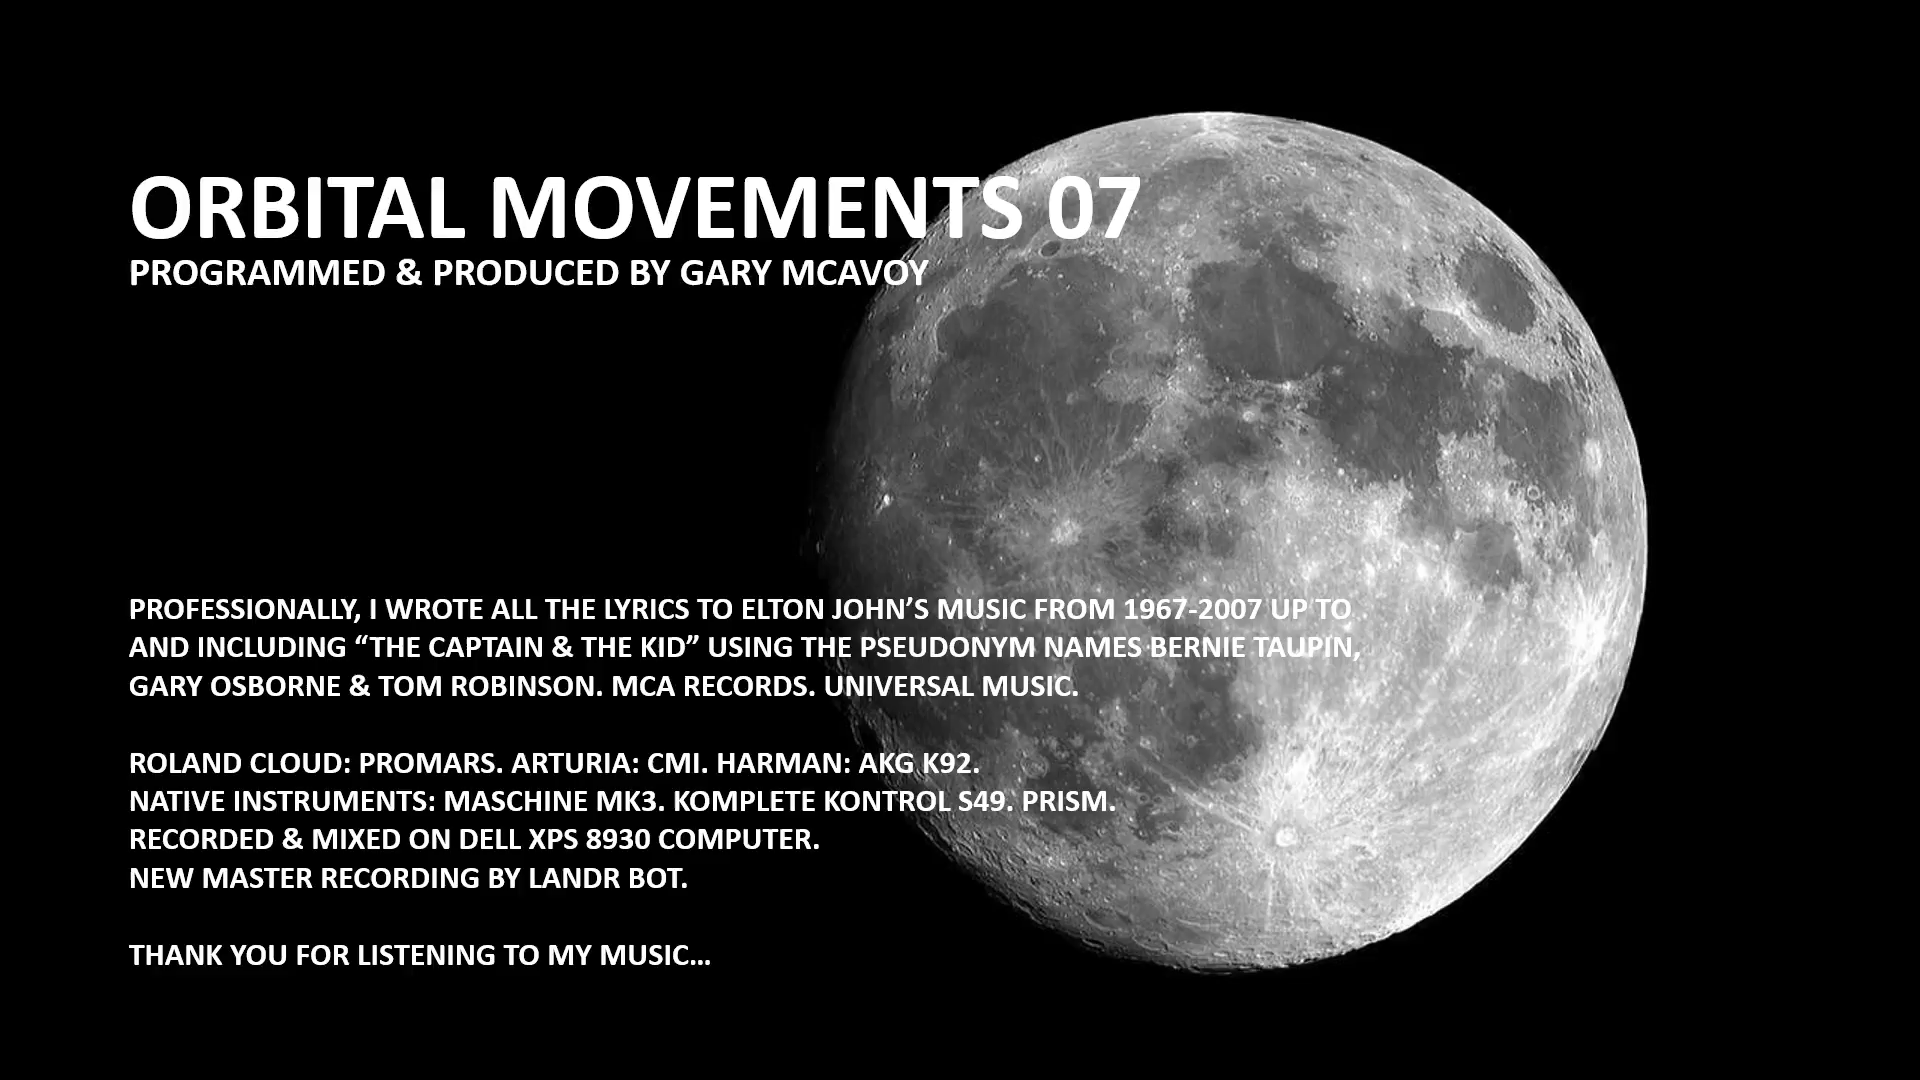 ORBITAL MOVEMENTS 07
PROGRAMMED & PRODUCED BY GARY MCAVOY
PROFESSIONALLY, I WROTE ALL THE LYRICS TO ELTON JOHN’S MUSIC FROM 1967-2007 UP TO
AND INCLUDING “THE CAPTAIN & THE KID” USING THE PSEUDONYM NAMES BERNIE TAUPIN,
GARY OSBORNE & TOM ROBINSON. MCA RECORDS. UNIVERSAL MUSIC.
ROLAND CLOUD: PROMARS. ARTURIA: CMI. HARMAN: AKG K92.
NATIVE INSTRUMENTS: MASCHINE MK3. KOMPLETE KONTROL S49. PRISM.
RECORDED & MIXED ON DELL XPS 8930 COMPUTER.
NEW MASTER RECORDING BY LANDR BOT.
THANK YOU FOR LISTENING TO MY MUSIC…